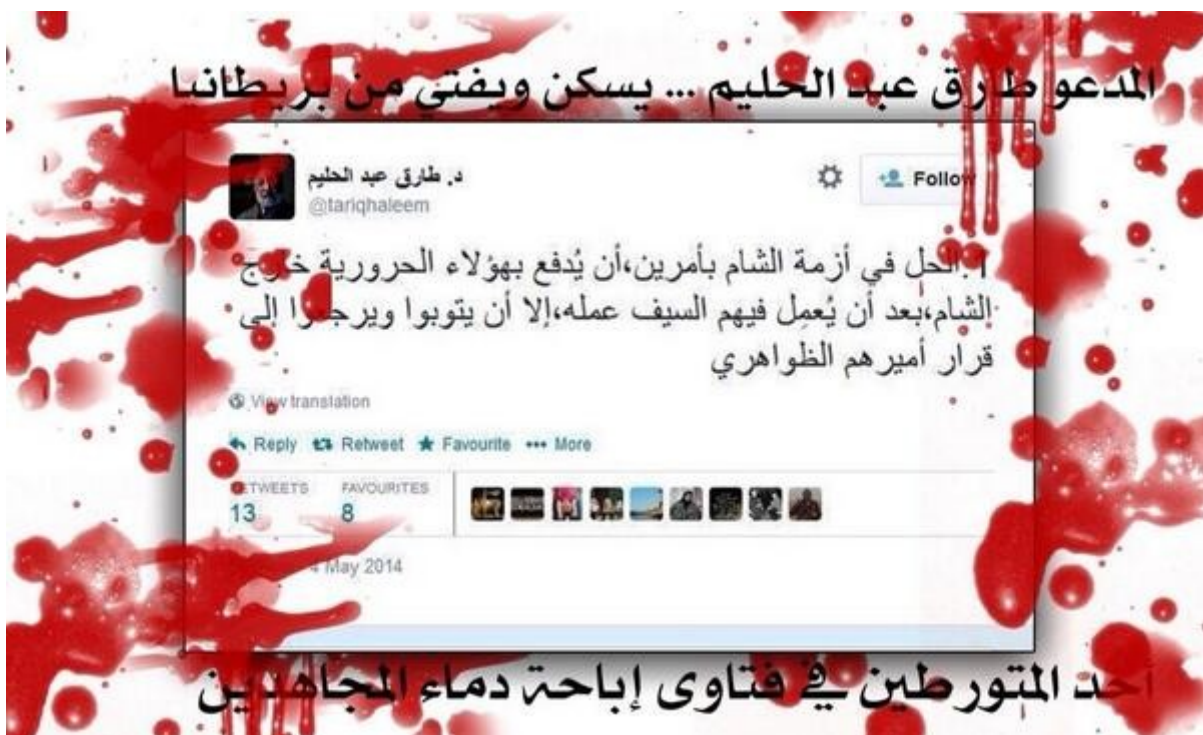 المدعو طارق عبد الحليم ... يسكن ويفتي من بريطانيا
د. طارق عبد الحليم
@tariqhaleem
Follow
الحل في أزمة الشام بأمرين،أن يُدفع بهؤلاء الحرورية خارج
الشام،بعد أن يُعمِل فيهم السيف عمله،إلا أن يتوبوا ويرجعوا إلى
قرار أميرهم الظواهري
View translation
Reply Retweet Favourite More
RETWEETS FAVOURITES
13 8
4 May 2014
أحد المتورطين في فتاوى إباحة دماء المجاهدين